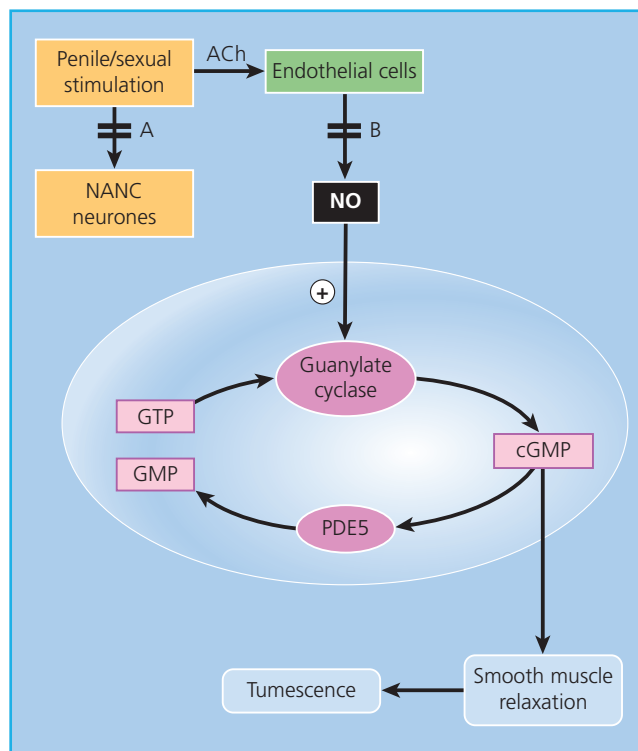 Penile/sexual
stimulation
ACh
Endothelial cells
A
B
NANC
neurones
NO
+
Guanylate
cyclase
GTP
cGMP
GMP
PDE5
Smooth muscle
relaxation
Tumescence